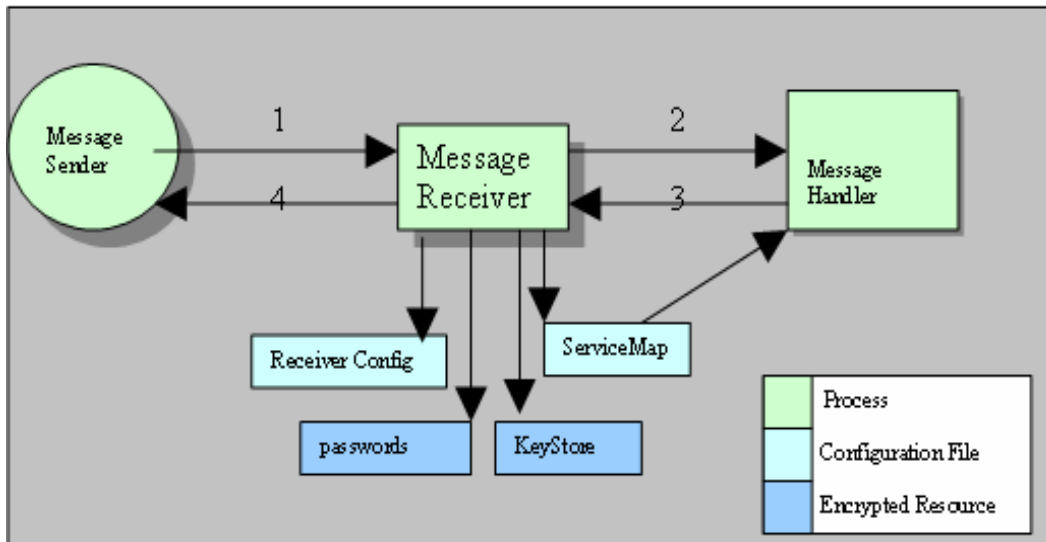 Message
Sender
1
4
Message
Receiver
2
3
Message
Handler
Receiver Config
ServiceMap
passwords
KeyStore
Process
Configuration File
Encrypted Resource